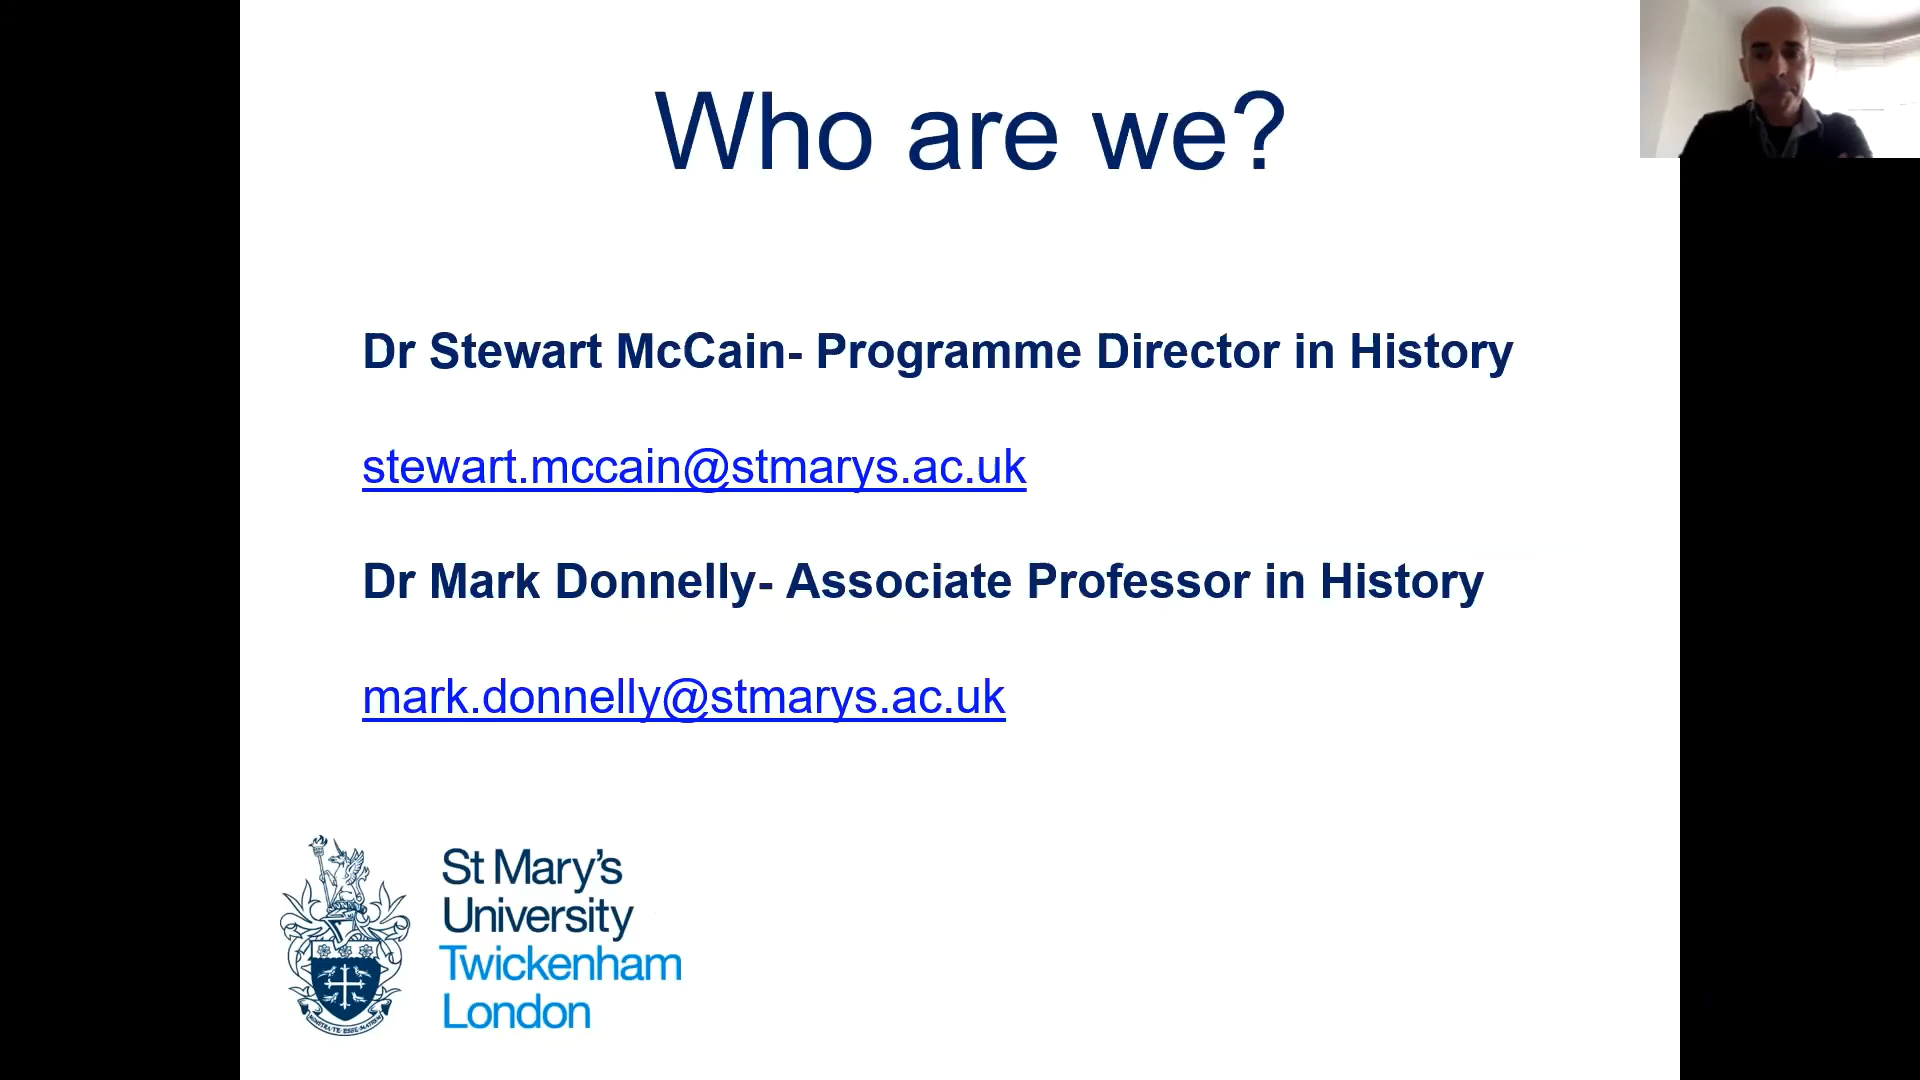 Who are we?
Dr Stewart McCain- Programme Director in History
stewart.mccain@stmarys.ac.uk
Dr Mark Donnelly- Associate Professor in History
mark.donnelly@stmarys.ac.uk
St Mary's
University
Twickenham
London